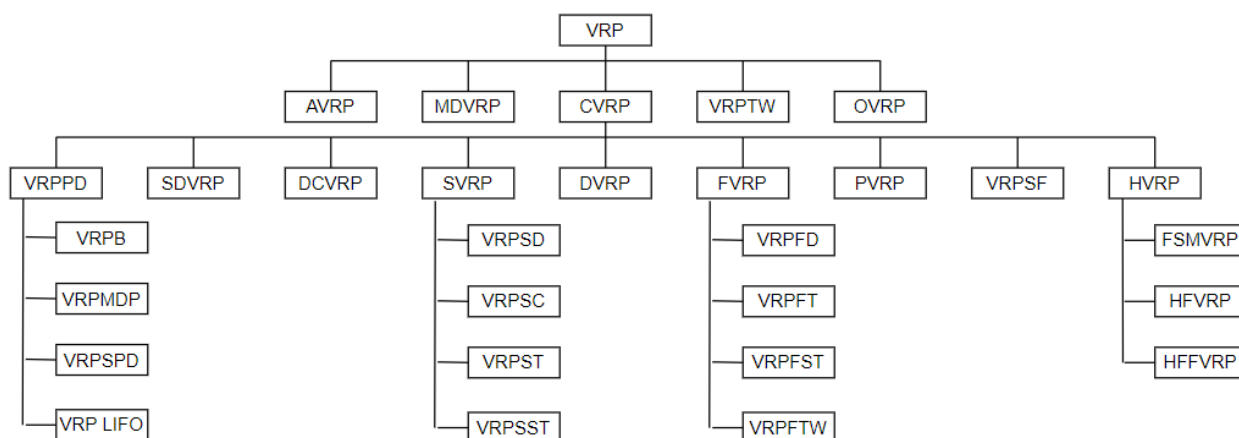 VRP
AVRP
MDVRP
CVRP
VRPTW
OVRP
VRPPD
SDVRP
DCVRP
SVRP
DVRP
FVRP
PVRP
VRPSF
HVRP
VRPB
VRPMDP
VRPSPD
VRP LIFO
VRPSD
VRPSC
VRPST
VRPSST
VRPFD
VRPFT
VRPFST
VRPFTW
FSMVRP
HFVRP
HFFVRP